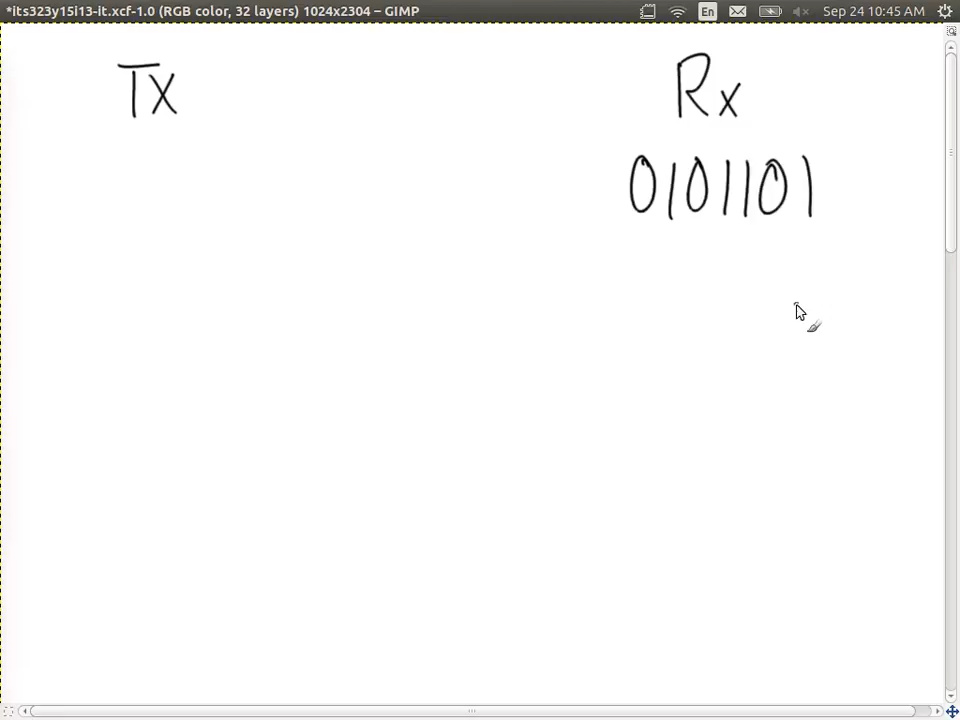 *its323y15i13-it.xcf-1.0 (RGB color, 32 layers) 1024x2304 – GIMP
En
Sep 24 10:45 AM
Tx Rx
0101101